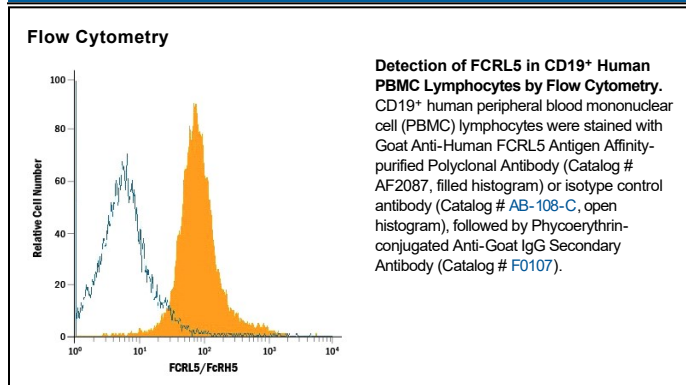 Flow Cytometry
Detection of FCRL5 in CD19⁺ Human
PBMC Lymphocytes by Flow Cytometry.
CD19⁺ human peripheral blood mononuclear
cell (PBMC) lymphocytes were stained with
Goat Anti-Human FCRL5 Antigen Affinity-
purified Polyclonal Antibody (Catalog #
AF2087, filled histogram) or isotype control
antibody (Catalog # AB-108-C, open
histogram), followed by Phycoerythrin-
conjugated Anti-Goat IgG Secondary
Antibody (Catalog # F0107).
Relative Cell Number
100
80
60
40
20
0
10⁰ 10¹ 10² 10³ 10⁴
FCRL5/FcRH5